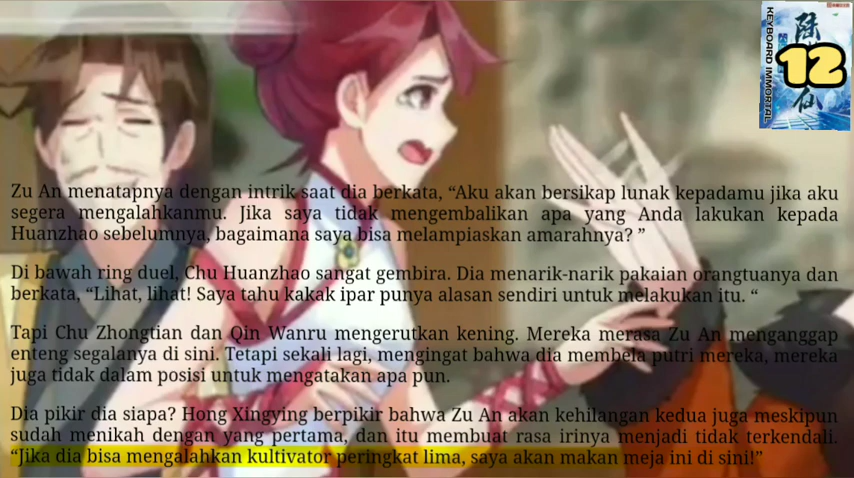 KEYBOARD IMMORTAL
陆
仙
12
Zu An menatapnya dengan intrik saat dia berkata, “Aku akan bersikap lunak kepadamu jika aku
segera mengalahkanmu. Jika saya tidak mengembalikan apa yang Anda lakukan kepada
Huanzhao sebelumnya, bagaimana saya bisa melampiaskan amarahnya? ”
Di bawah ring duel, Chu Huanzhao sangat gembira. Dia menarik-narik pakaian orangtuanya dan
berkata, “Lihat, lihat! Saya tahu kakak ipar punya alasan sendiri untuk melakukan itu. “
Tapi Chu Zhongtian dan Qin Wanru mengerutkan kening. Mereka merasa Zu An menganggap
enteng segalanya di sini. Tetapi sekali lagi, mengingat bahwa dia membela putri mereka, mereka
juga tidak dalam posisi untuk mengatakan apa pun.
Dia pikir dia siapa? Hong Xingying berpikir bahwa Zu An akan kehilangan kedua juga meskipun
sudah menikah dengan yang pertama, dan itu membuat rasa irinya menjadi tidak terkendali.
“Jika dia bisa mengalahkan kultivator peringkat lima, saya akan makan meja ini di sini!”